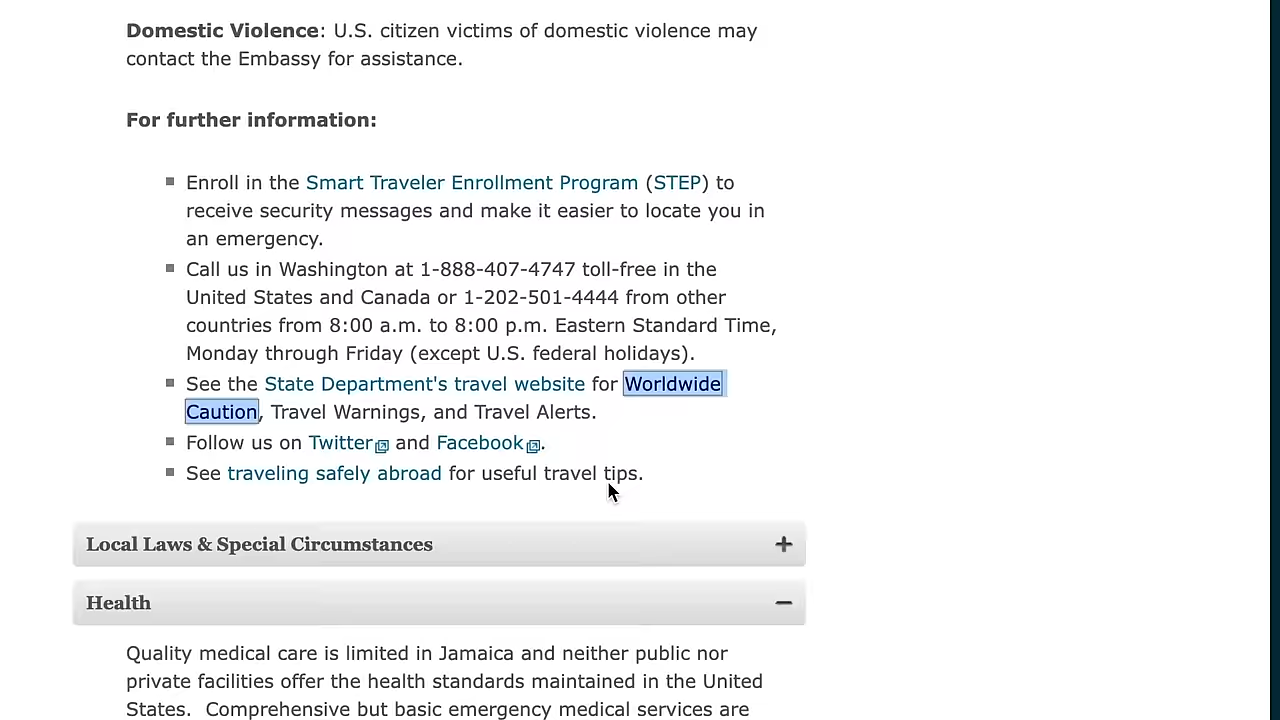 Domestic Violence: U.S. citizen victims of domestic violence may
contact the Embassy for assistance.
For further information:
Enroll in the Smart Traveler Enrollment Program (STEP) to
receive security messages and make it easier to locate you in
an emergency.
Call us in Washington at 1-888-407-4747 toll-free in the
United States and Canada or 1-202-501-4444 from other
countries from 8:00 a.m. to 8:00 p.m. Eastern Standard Time,
Monday through Friday (except U.S. federal holidays).
See the State Department's travel website for Worldwide
Caution, Travel Warnings, and Travel Alerts.
Follow us on Twitter and Facebook.
See traveling safely abroad for useful travel tips.
Local Laws & Special Circumstances
Health
Quality medical care is limited in Jamaica and neither public nor
private facilities offer the health standards maintained in the United
States.  Comprehensive but basic emergency medical services are